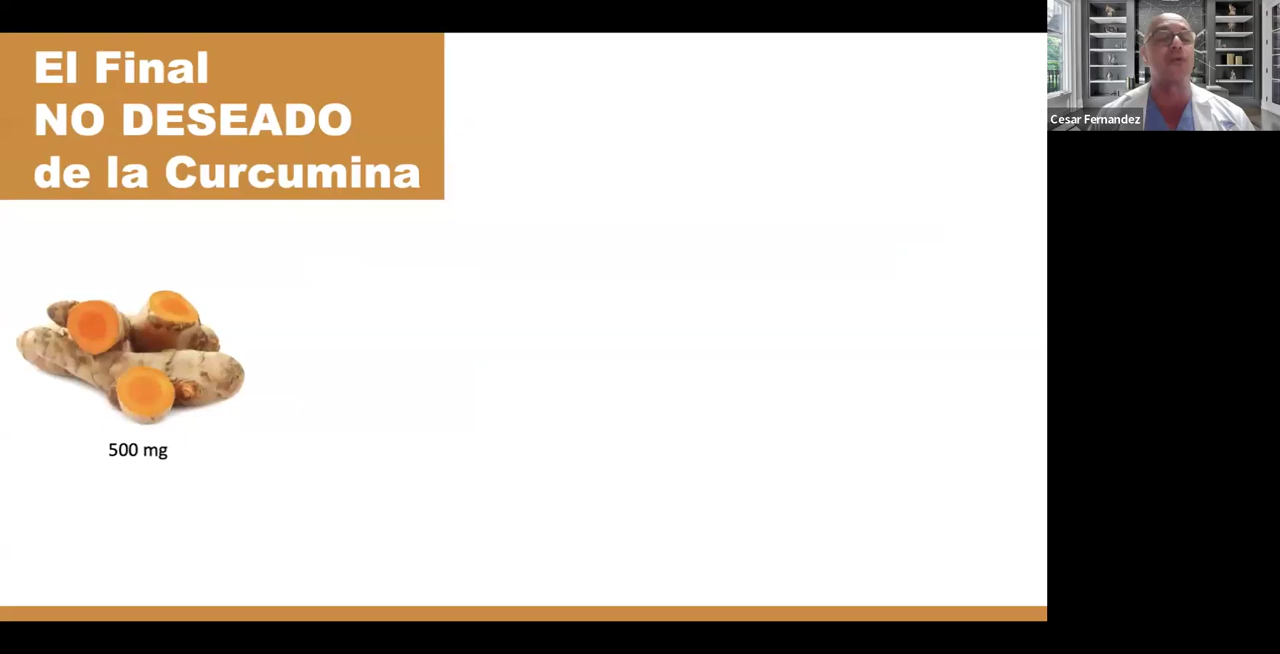 El Final
NO DESEADO
de la Curcumina
500 mg
Cesar Fernandez